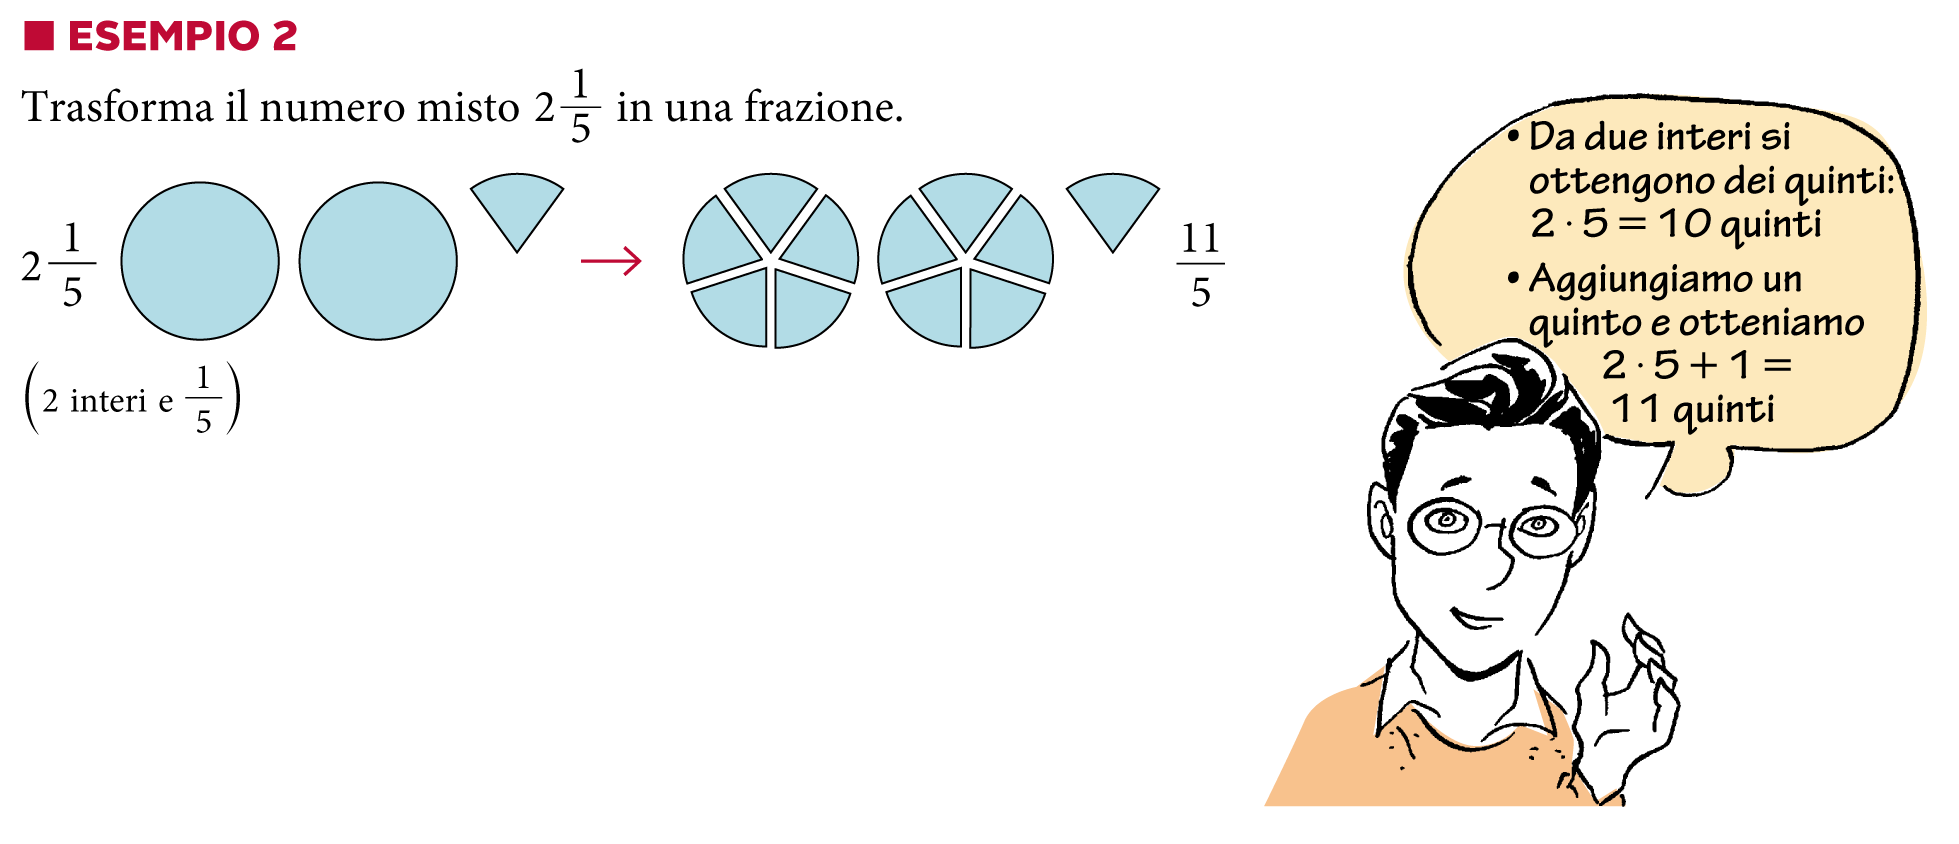 ESEMPIO 2
Trasforma il numero misto 2 1/5 in una frazione.
2 1/5
11/5
(2 interi e 1/5)
• Da due interi si
ottengono dei quinti:
2 · 5 = 10 quinti
• Aggiungiamo un
quinto e otteniamo
2 · 5 + 1 =
11 quinti